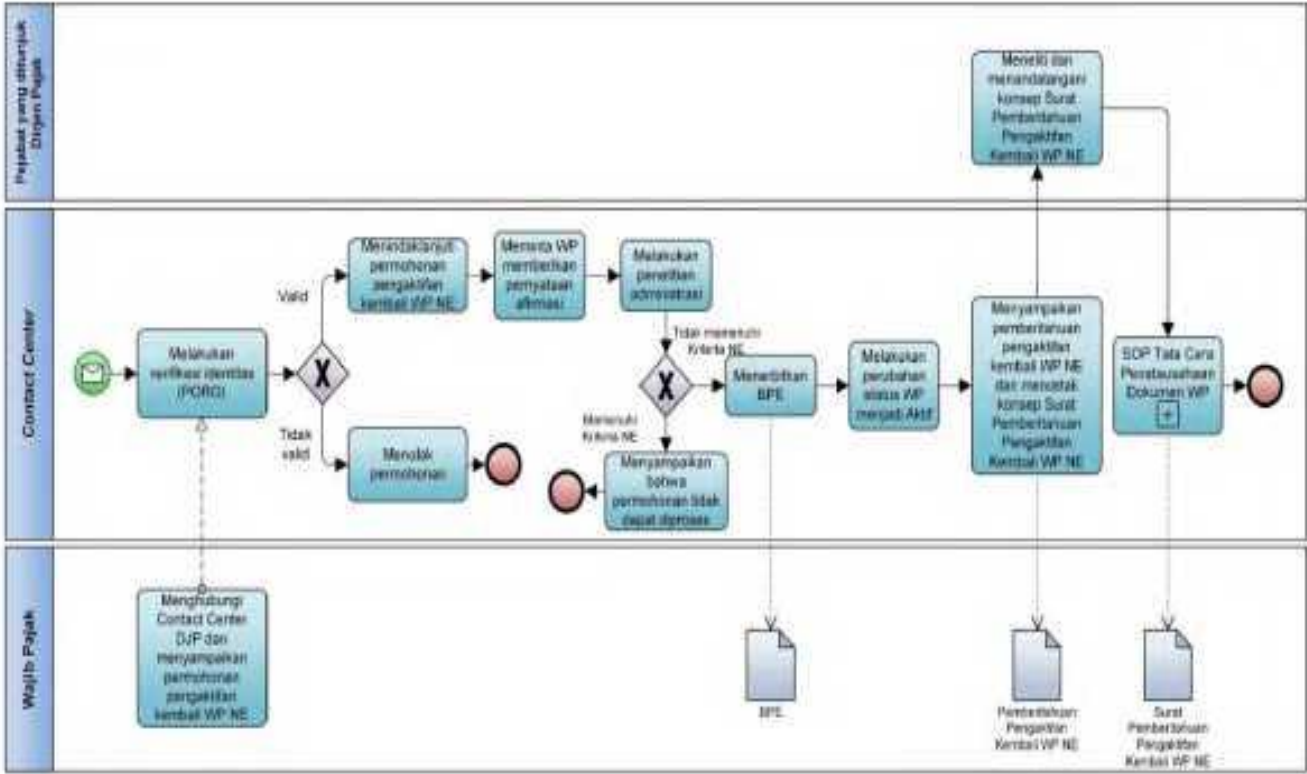 Pejabat yang ditunjuk
Dirjen Pajak
Meneliti dan
menandatangani
konsep Surat
Pemberitahuan
Pengaktifan
Kembali WP NE
Contact Center
Melakukan
verifikasi identitas
(PORO)
Valid
Tidak
valid
Menindaklanjuti
permohonan
pengaktifan
kembali WP NE
Meminta WP
memberikan
pernyataan
afirmasi
Melakukan
penelitian
administrasi
Menolak
permohonan
Tidak memenuhi
Kriteria NE
Memenuhi
Kriteria NE
Menyampaikan
bahwa
permohonan tidak
dapat diproses
Menerbitkan
BPE
Melakukan
perubahan
status WP
menjadi Aktif
Menyampaikan
pemberitahuan
pengaktifan
kembali WP NE
dan mencetak
konsep Surat
Pemberitahuan
Pengaktifan
Kembali WP NE
SOP Tata Cara
Penatausahaan
Dokumen WP
Wajib Pajak
Menghubungi
Contact Center
DJP dan
menyampaikan
permohonan
pengaktifan
kembali WP NE
BPE
Pemberitahuan
Pengaktifan
Kembali WP NE
Surat
Pemberitahuan
Pengaktifan
Kembali WP NE